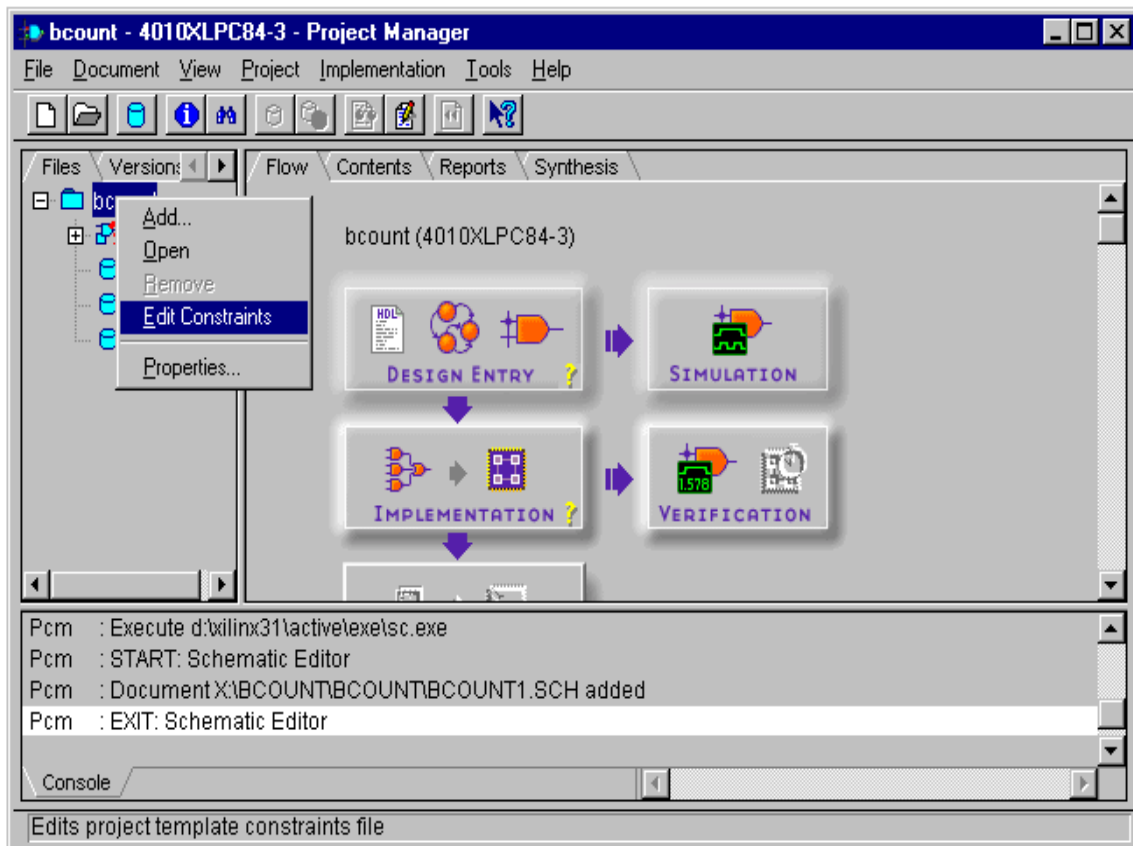 bcount - 4010XLPC84-3 - Project Manager
File Document View Project Implementation Tools Help
Files Versions Flow Contents Reports Synthesis
Add...
Open
Remove
Edit Constraints
Properties...
bcount (4010XLPC84-3)
HDL
DESIGN ENTRY ?
SIMULATION
1.578
IMPLEMENTATION ?
VERIFICATION
Pcm : Execute d:\xilinx31\active\exe\sc.exe
Pcm : START: Schematic Editor
Pcm : Document X:\BCOUNT\BCOUNT\BCOUNT1.SCH added
Pcm : EXIT: Schematic Editor
Console
Edits project template constraints file